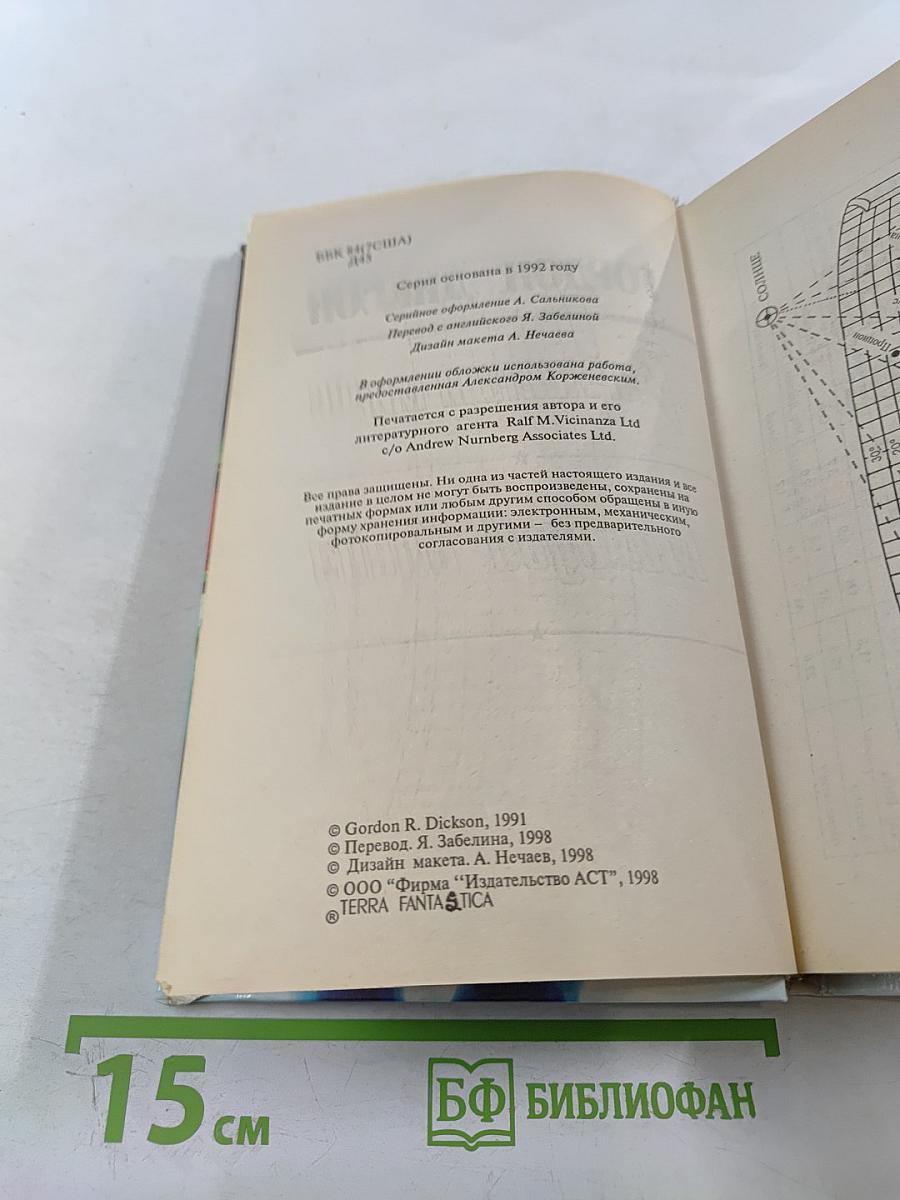 ББК 84(7США)
Д45
Серия основана в 1992 году
Серийное оформление А. Сальникова
Перевод с английского Я. Забелиной
Дизайн макета А. Нечаева
В оформлении обложки использована работа,
предоставленная Александром Корженевским.
Печатается с разрешения автора и его
литературного агента Ralf M.Vicinanza Ltd
c/o Andrew Nurnberg Associates Ltd.
Все права защищены. Ни одна из частей настоящего издания и все
издание в целом не могут быть воспроизведены, сохранены на
печатных формах или любым другим способом обращены в иную
форму хранения информации: электронным, механическим,
фотокопировальным и другими – без предварительного
согласования с издателями.
© Gordon R. Dickson, 1991
© Перевод. Я. Забелина, 1998
© Дизайн макета. А. Нечаев, 1998
© ООО “Фирма “Издательство АСТ”, 1998
® TERRA FANTASTICA
СОЛНЦЕ
Процион
30°
20°
15 см
БФ БИБЛИОФАН